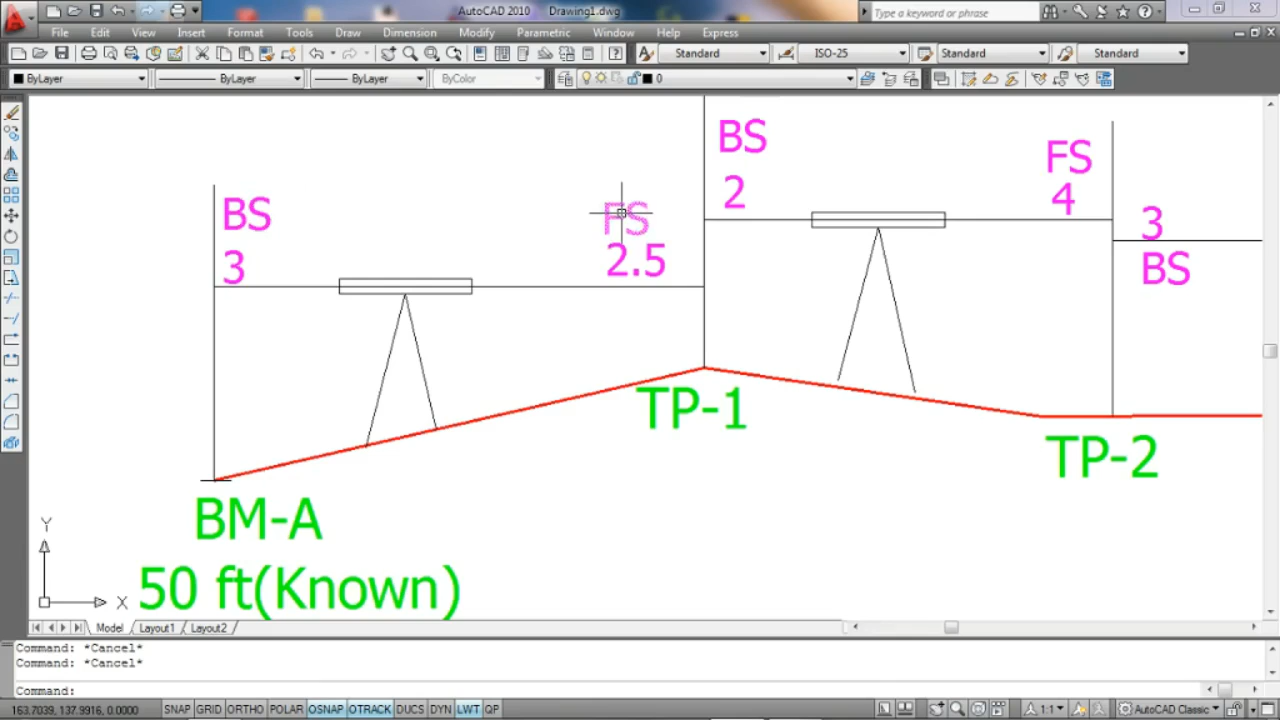 AutoCAD 2010 Drawing1.dwg
Type a keyword or phrase
File Edit View Insert Format Tools Draw Dimension Modify Parametric Window Help Express
Standard ISO-25 Standard Standard
ByLayer ByLayer ByLayer ByColor 0
BS
FS
BS
2
4
FS
3
3
2.5
BS
TP-1
TP-2
BM-A
50 ft(Known)
Y
X
Model Layout1 Layout2
Command: *Cancel*
Command: *Cancel*
Command:
163.7039, 137.9916, 0.0000 SNAP GRID ORTHO POLAR OSNAP OTRACK DUCS DYN LWT QP 1:1 AutoCAD Classic